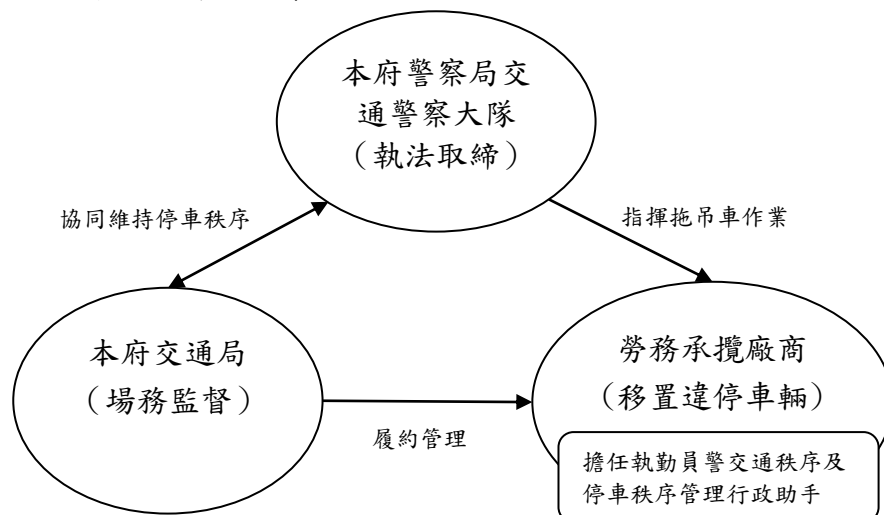 本府警察局交
通警察大隊
（執法取締）
協同維持停車秩序
指揮拖吊車作業
本府交通局
（場務監督）
勞務承攬廠商
（移置違停車輛）
履約管理
擔任執勤員警交通秩序及
停車秩序管理行政助手